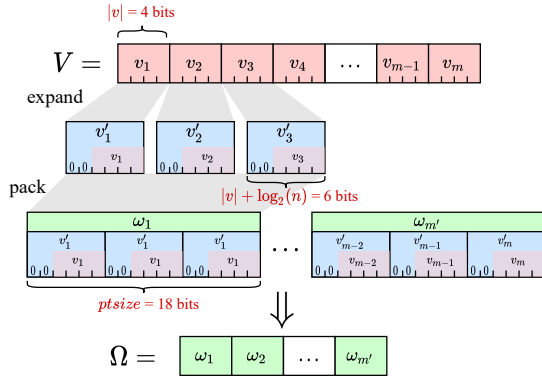 |v| = 4 bits
V = v₁ v₂ v₃ v₄ … vₘ₋₁ vₘ
expand
v′₁ v′₂ v′₃
0 0 v₁ 0 0 v₂ 0 0 v₃
pack
|v| + log₂(n) = 6 bits
ω₁ ωₘ′
v′₁ v′₁ v′₁ … v′ₘ₋₂ v′ₘ₋₁ v′ₘ
0 0 v₁ 0 0 v₁ 0 0 v₁ 0 0 vₘ₋₂ 0 0 vₘ₋₁ 0 0 vₘ
ptsize = 18 bits
⇓
Ω = ω₁ ω₂ … ωₘ′